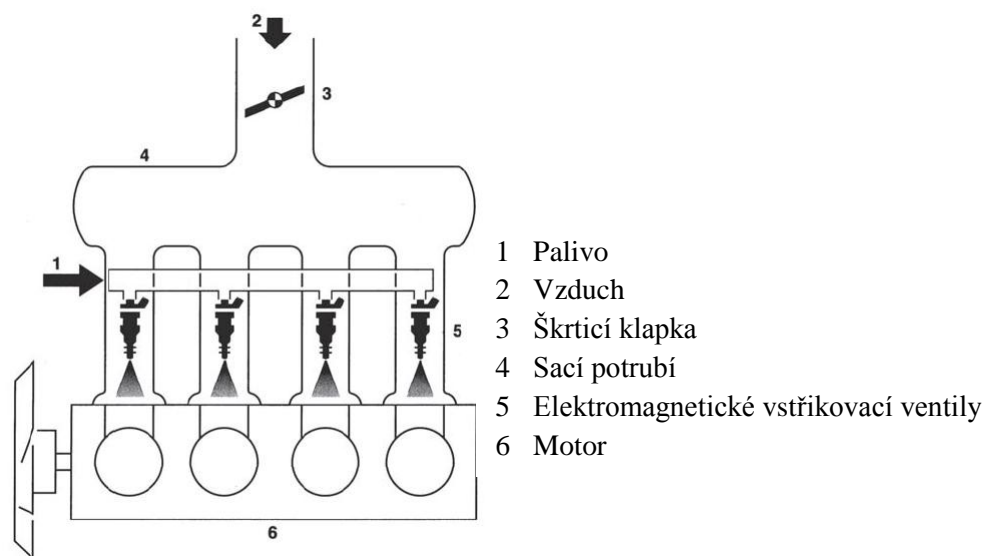 2
3
4
1
5
6
1 Palivo
2 Vzduch
3 Škrticí klapka
4 Sací potrubí
5 Elektromagnetické vstřikovací ventily
6 Motor